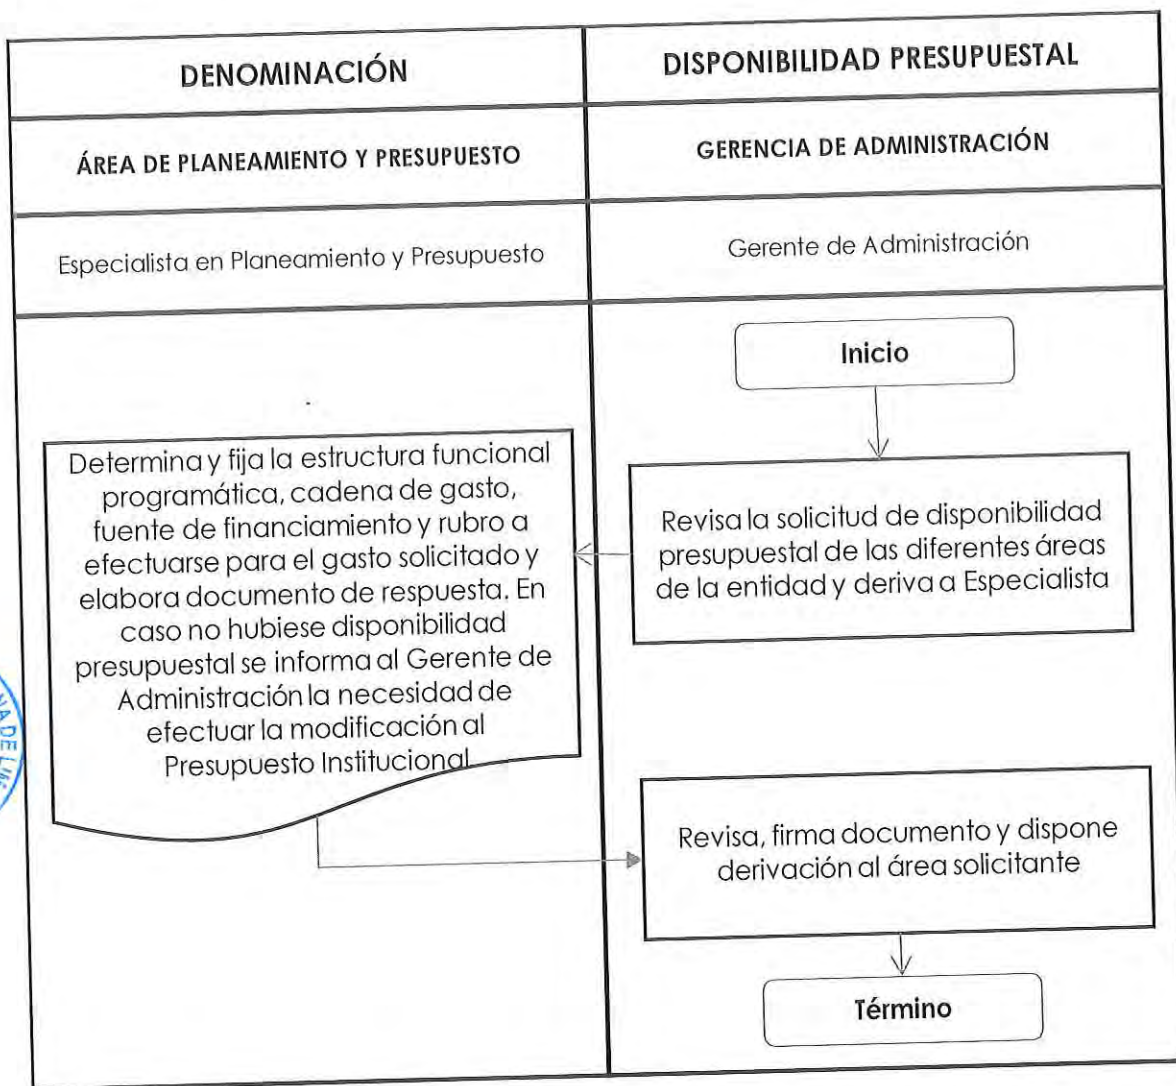 DENOMINACIÓN
DISPONIBILIDAD PRESUPUESTAL
ÁREA DE PLANEAMIENTO Y PRESUPUESTO
GERENCIA DE ADMINISTRACIÓN
Especialista en Planeamiento y Presupuesto
Gerente de Administración
Inicio
Revisa la solicitud de disponibilidad
presupuestal de las diferentes áreas
de la entidad y deriva a Especialista
Determina y fija la estructura funcional
programática, cadena de gasto,
fuente de financiamiento y rubro a
efectuarse para el gasto solicitado y
elabora documento de respuesta. En
caso no hubiese disponibilidad
presupuestal se informa al Gerente de
Administración la necesidad de
efectuar la modificación al
Presupuesto Institucional
Revisa, firma documento y dispone
derivación al área solicitante
Término